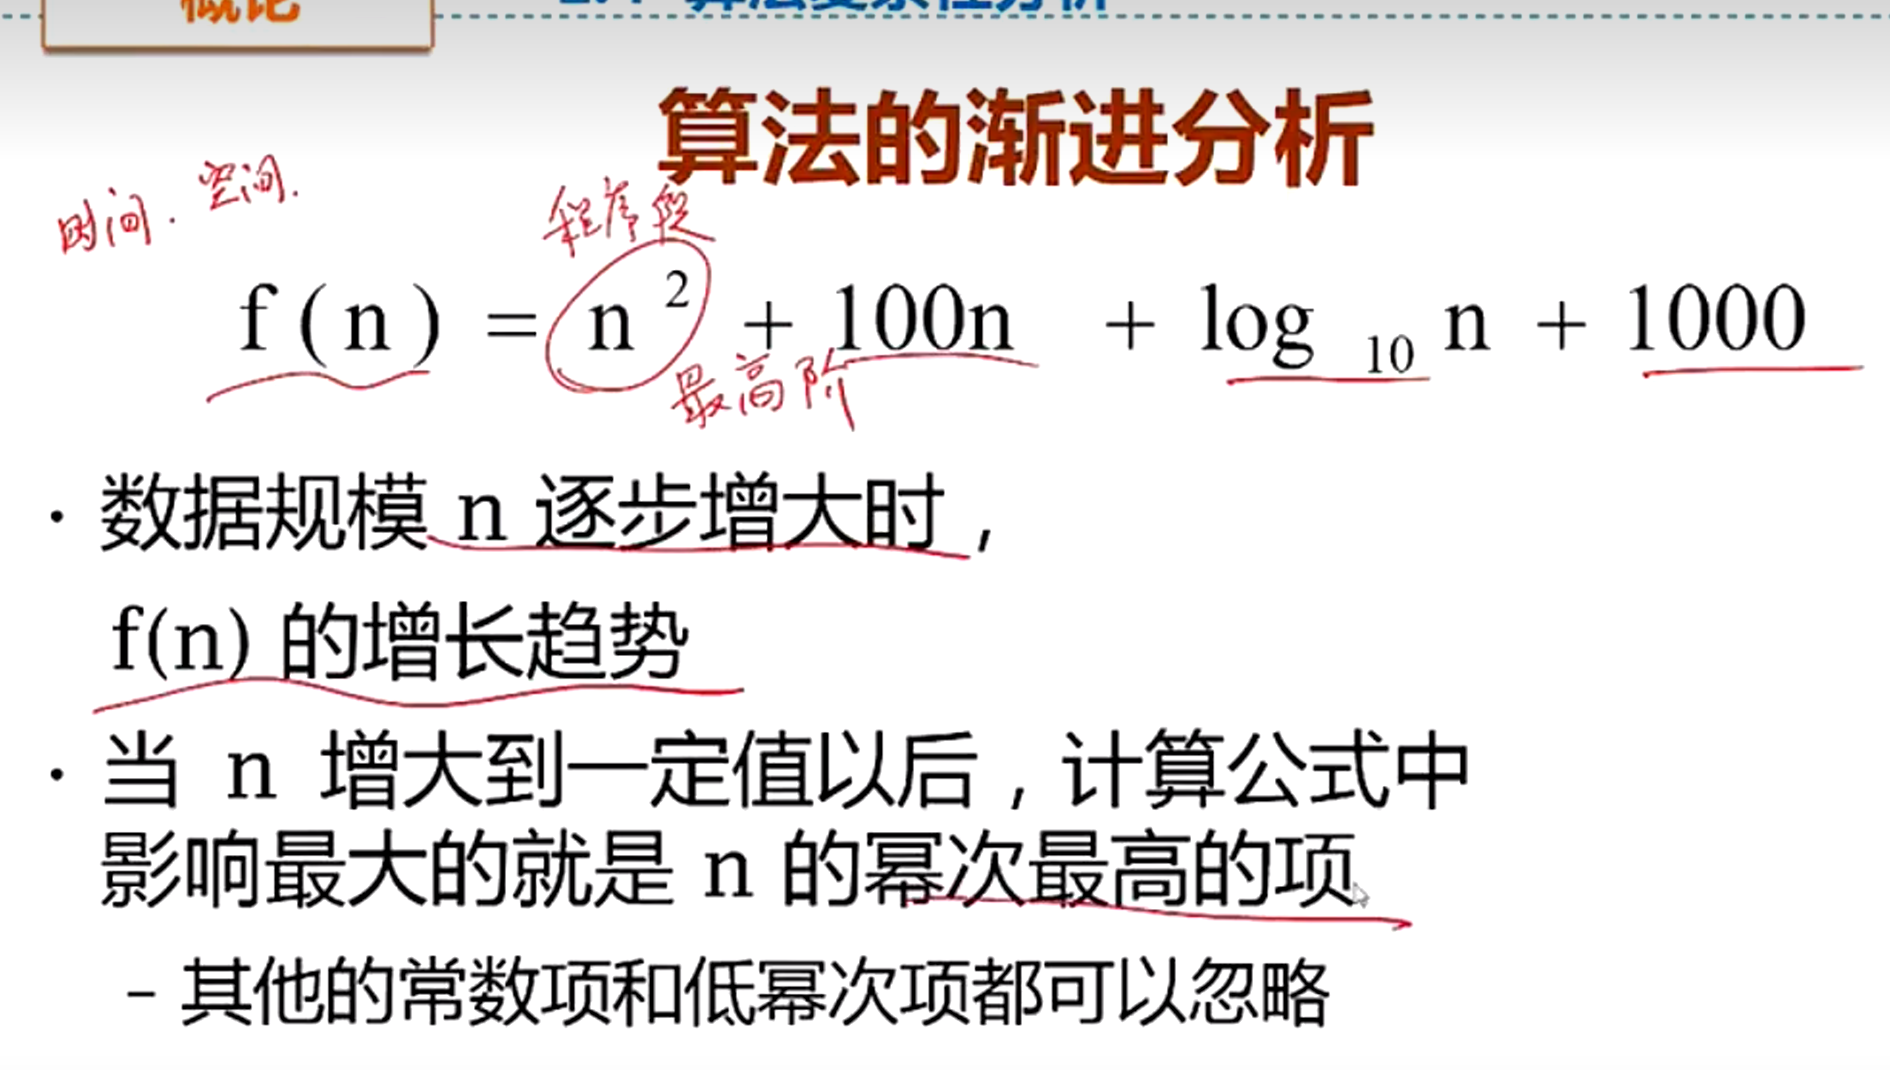 概论
算法复杂性分析
算法的渐进分析
时间. 空间.
程序段
f(n) = n² + 100n + log₁₀ n + 1000
最高阶
· 数据规模 n 逐步增大时，
f(n) 的增长趋势
· 当 n 增大到一定值以后，计算公式中
影响最大的就是 n 的幂次最高的项
– 其他的常数项和低幂次项都可以忽略